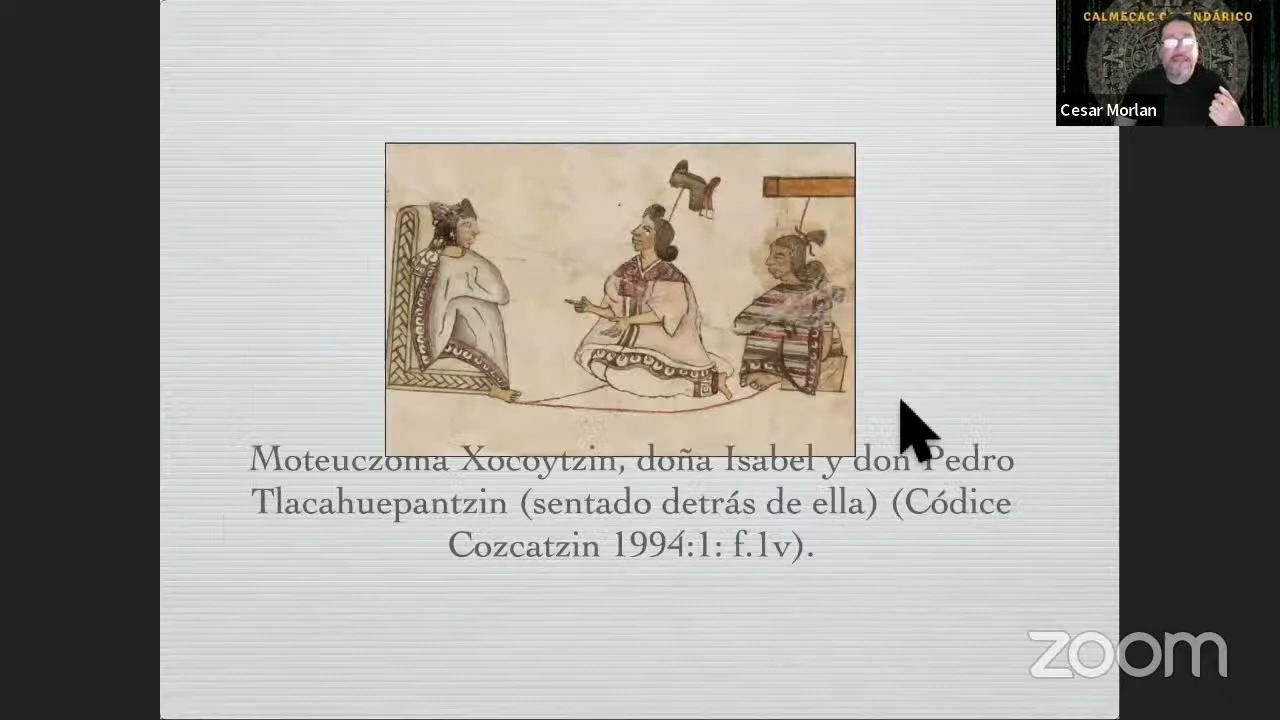 CALMECAC CALENDÁRICO
Cesar Morlan
Moteuczoma Xocoytzin, doña Isabel y don Pedro
Tlacahuepantzin (sentado detrás de ella) (Códice
Cozcatzin 1994:1: f.1v).
zoom